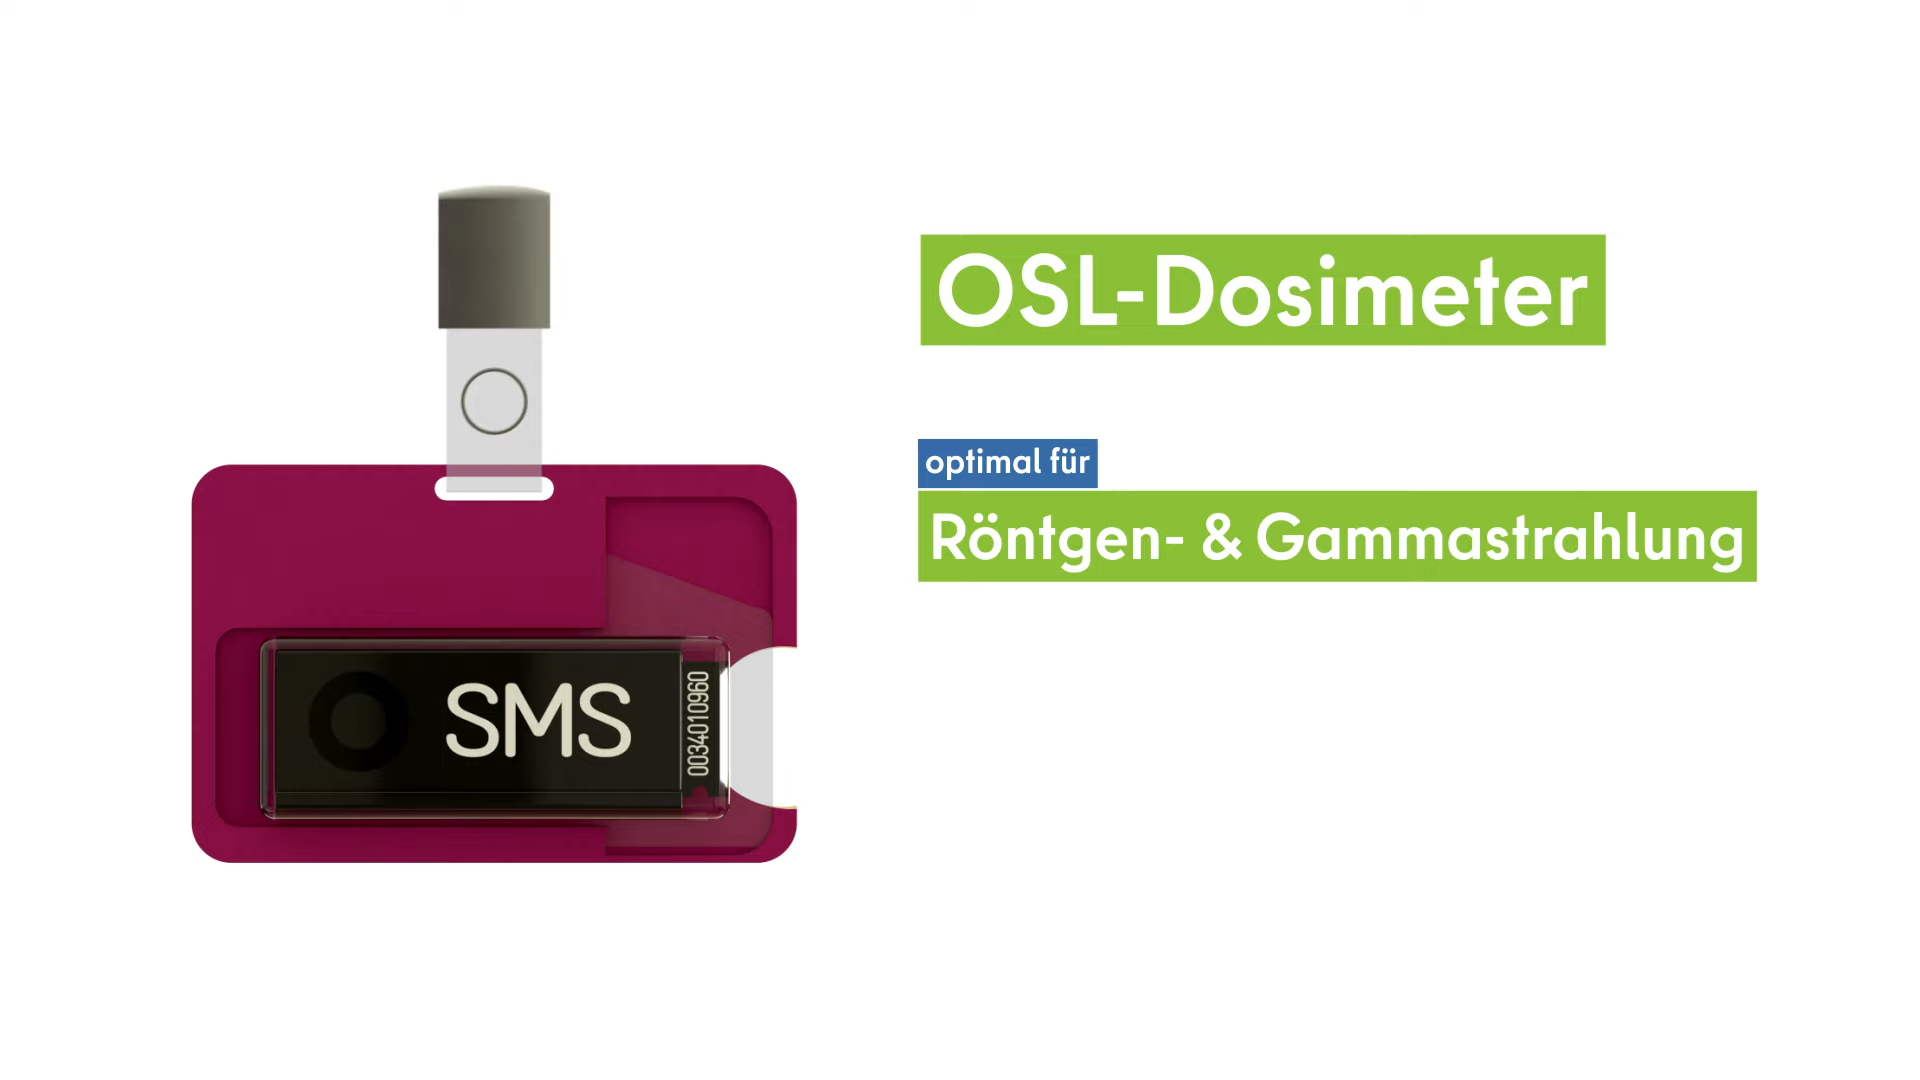 OSL-Dosimeter
optimal für
Röntgen- & Gammastrahlung
SMS
0034010960